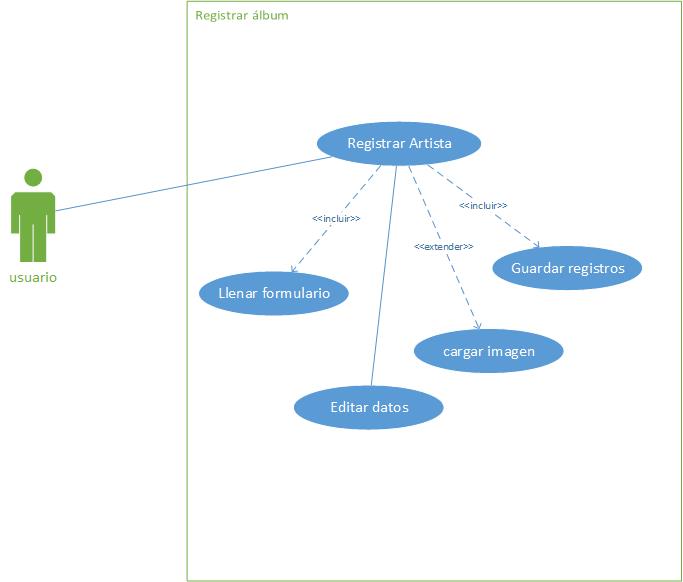 Registrar álbum
Registrar Artista
<<incluir>>
<<incluir>>
<<extender>>
usuario
Llenar formulario
Guardar registros
cargar imagen
Editar datos